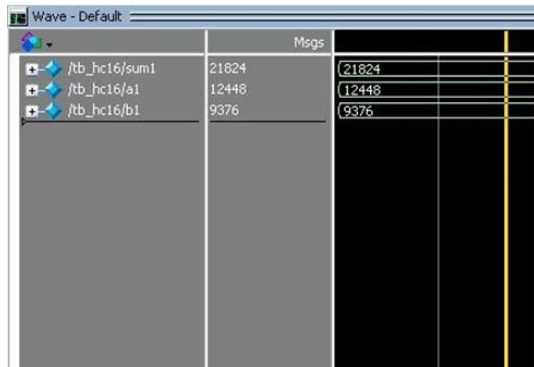 Wave - Default
Msgs
/tb_hc16/sum1 21824 21824
/tb_hc16/a1 12448 12448
/tb_hc16/b1 9376 9376